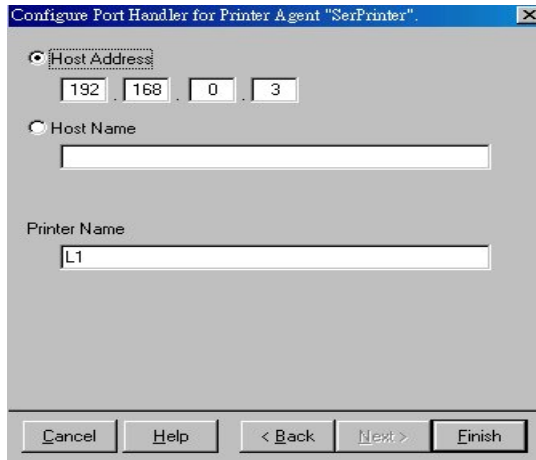 Configure Port Handler for Printer Agent "SerPrinter".
Host Address
192 . 168 . 0 . 3
Host Name
Printer Name
L1
Cancel Help < Back Next > Finish